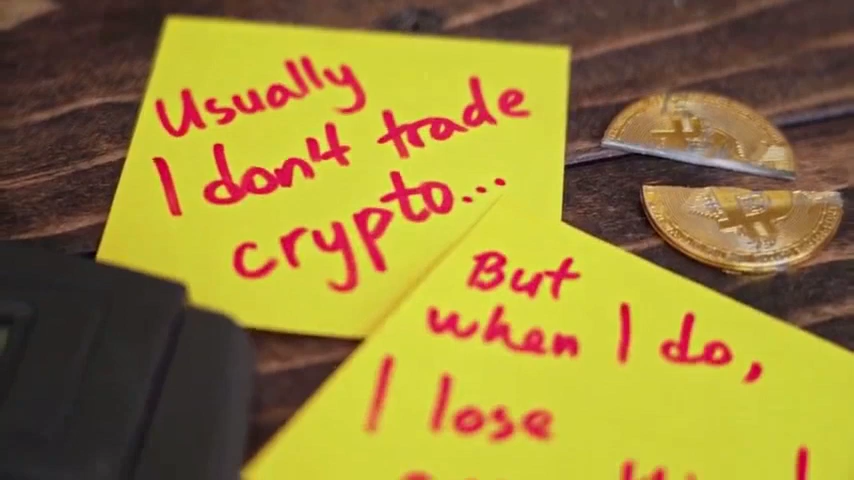 Usually
I don't trade
crypto...
But
when I do,
I lose